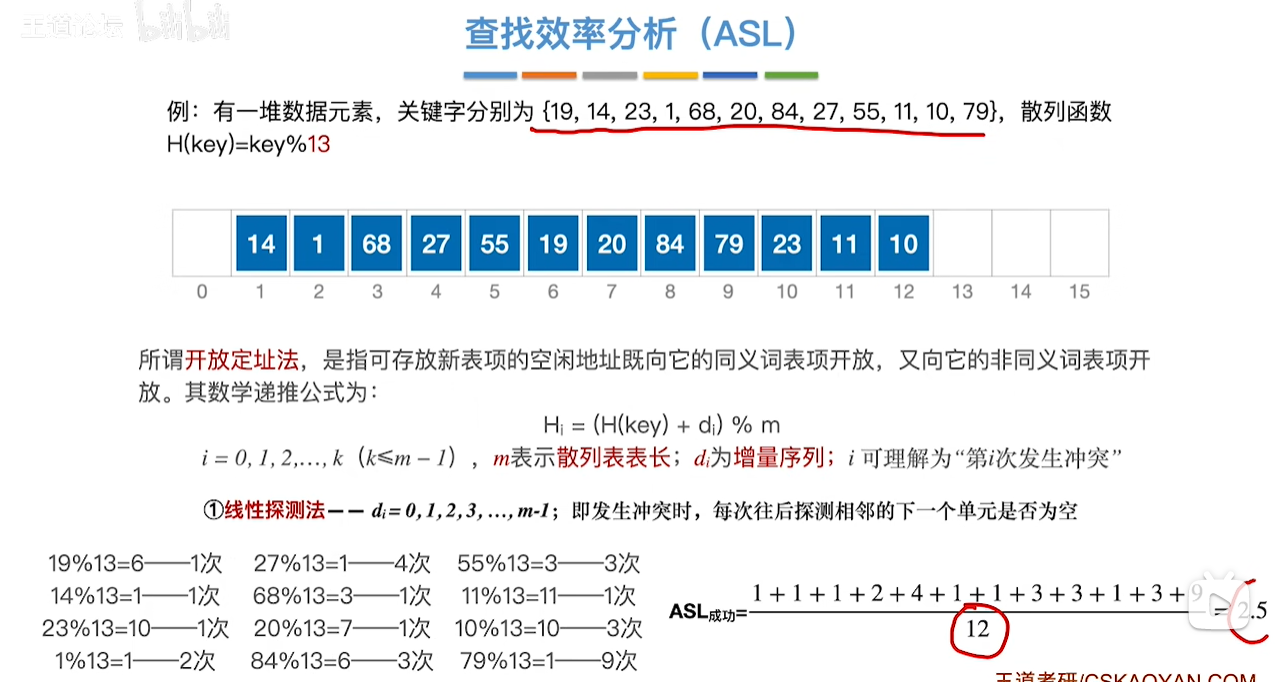 王道论坛 bilibili
查找效率分析（ASL）
例：有一堆数据元素，关键字分别为 {19, 14, 23, 1, 68, 20, 84, 27, 55, 11, 10, 79}，散列函数
H(key)=key%13
14 1 68 27 55 19 20 84 79 23 11 10
0 1 2 3 4 5 6 7 8 9 10 11 12 13 14 15
所谓开放定址法，是指可存放新表项的空闲地址既向它的同义词表项开放，又向它的非同义词表项开
放。其数学递推公式为：
Hᵢ = (H(key) + dᵢ) % m
i = 0, 1, 2,…, k（k≤m − 1），m表示散列表表长；dᵢ为增量序列；i 可理解为“第i次发生冲突”
①线性探测法—— dᵢ = 0, 1, 2, 3, …, m-1；即发生冲突时，每次往后探测相邻的下一个单元是否为空
19%13=6——1次 27%13=1——4次 55%13=3——3次
14%13=1——1次 68%13=3——1次 11%13=11——1次
23%13=10——1次 20%13=7——1次 10%13=10——3次
1%13=1——2次 84%13=6——3次 79%13=1——9次
1 + 1 + 1 + 2 + 4 + 1 + 1 + 3 + 3 + 1 + 3 + 9
ASL成功= = 2.5
12
王道考研/CSKAOYAN.COM